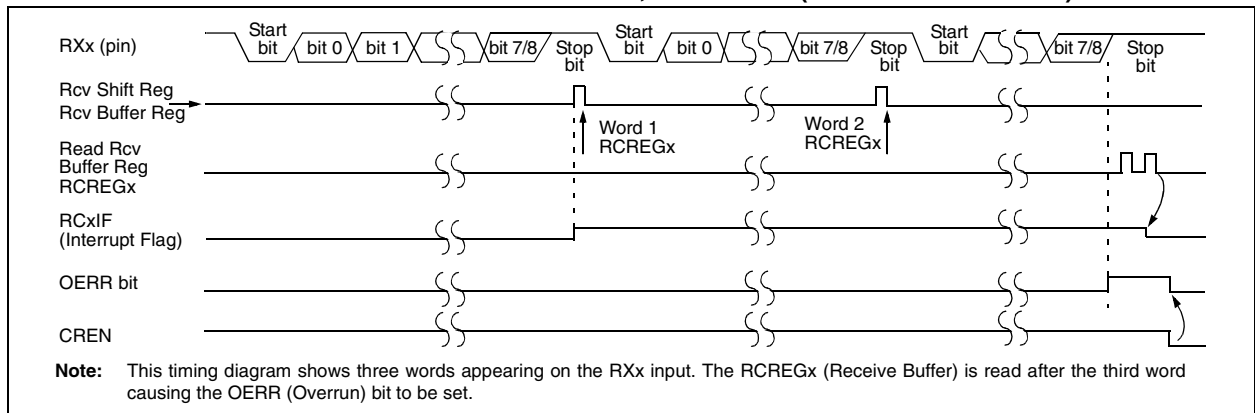 Start bit bit 0 bit 1 bit 7/8 Stop bit Start bit bit 0 bit 7/8 Stop bit Start bit bit 7/8 Stop bit
RXx (pin)
Rcv Shift Reg
Rcv Buffer Reg
Word 1
RCREGx
Word 2
RCREGx
Read Rcv
Buffer Reg
RCREGx
RCxIF
(Interrupt Flag)
OERR bit
CREN
Note: This timing diagram shows three words appearing on the RXx input. The RCREGx (Receive Buffer) is read after the third word
causing the OERR (Overrun) bit to be set.